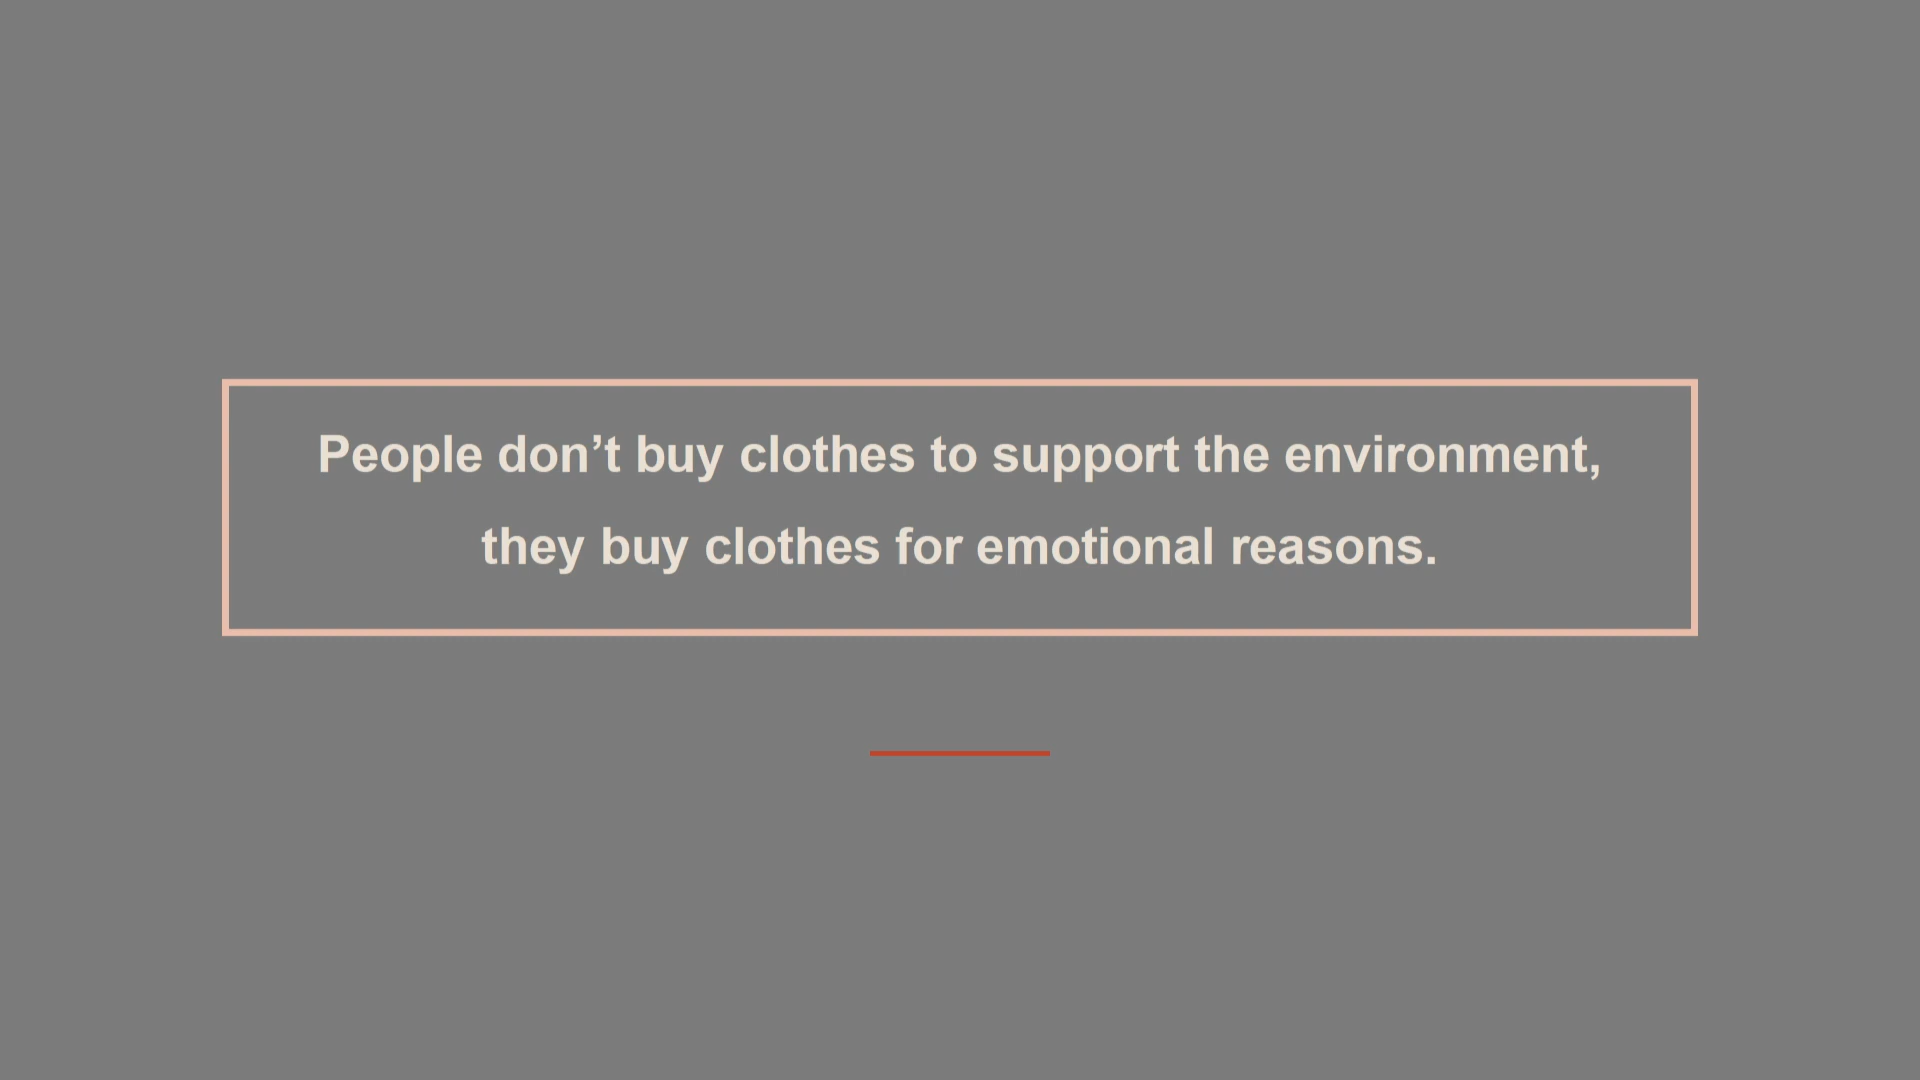 People don’t buy clothes to support the environment,
they buy clothes for emotional reasons.